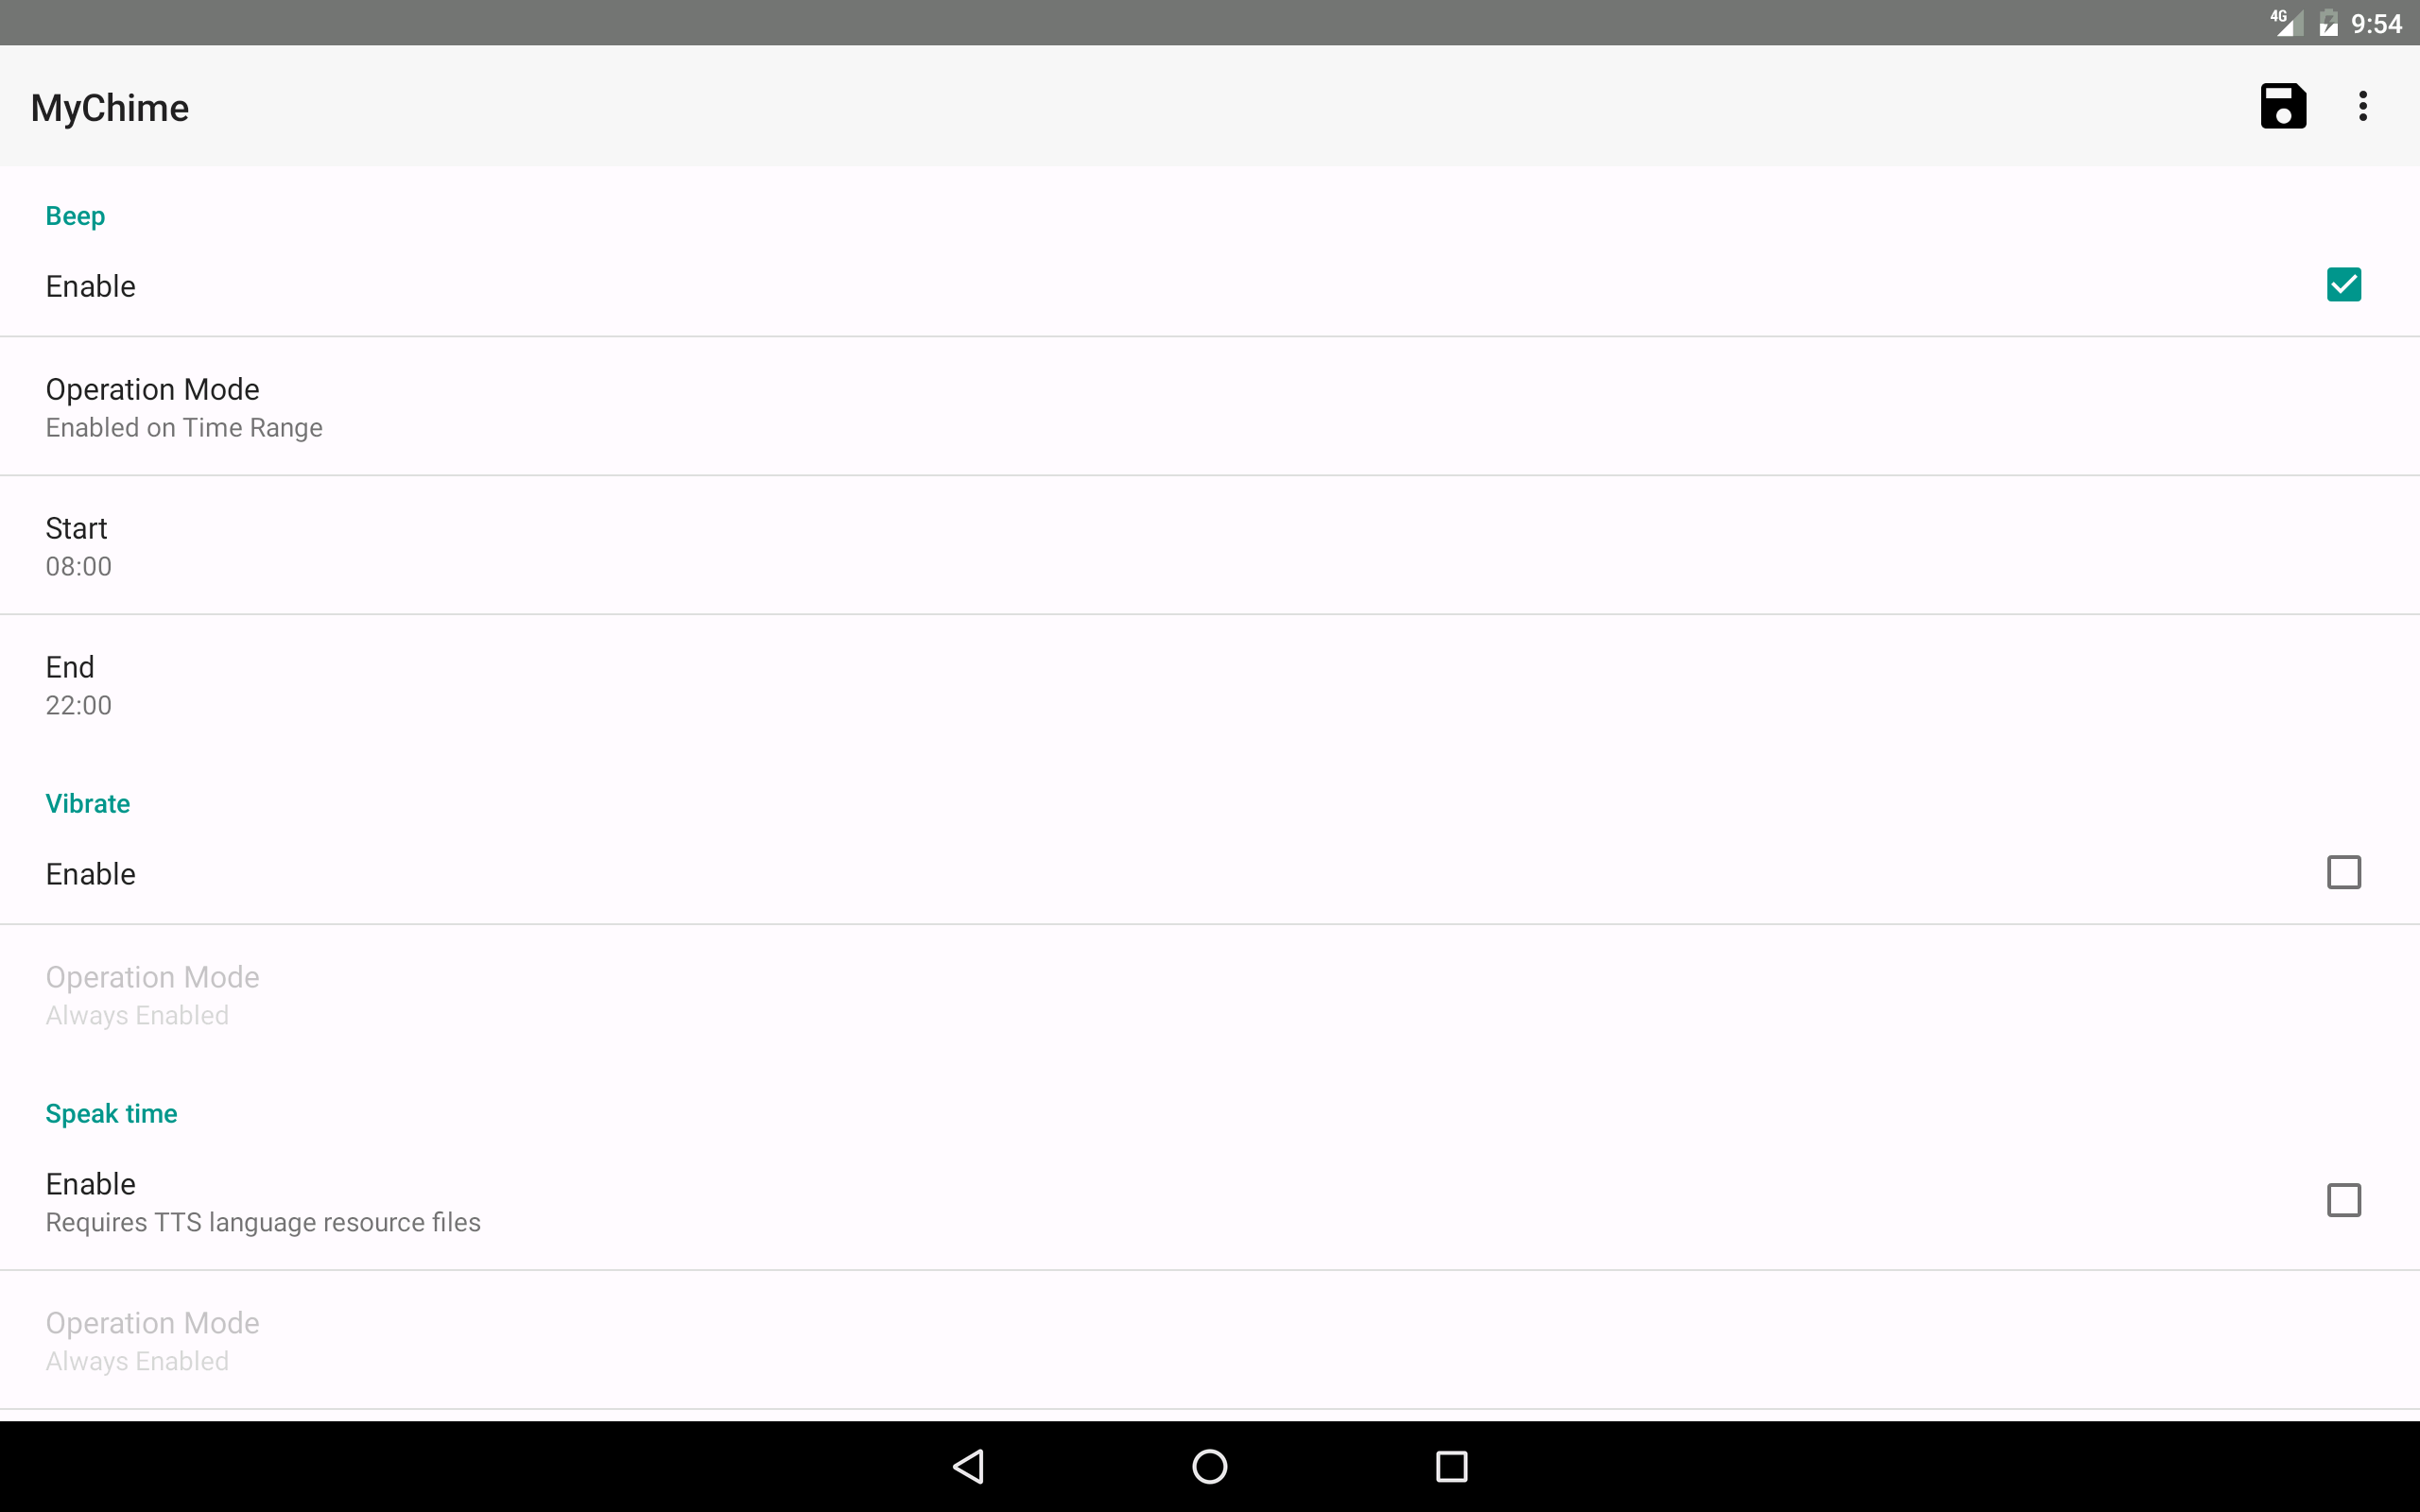 4G 9:54
MyChime
Beep
Enable
Operation Mode
Enabled on Time Range
Start
08:00
End
22:00
Vibrate
Enable
Operation Mode
Always Enabled
Speak time
Enable
Requires TTS language resource files
Operation Mode
Always Enabled